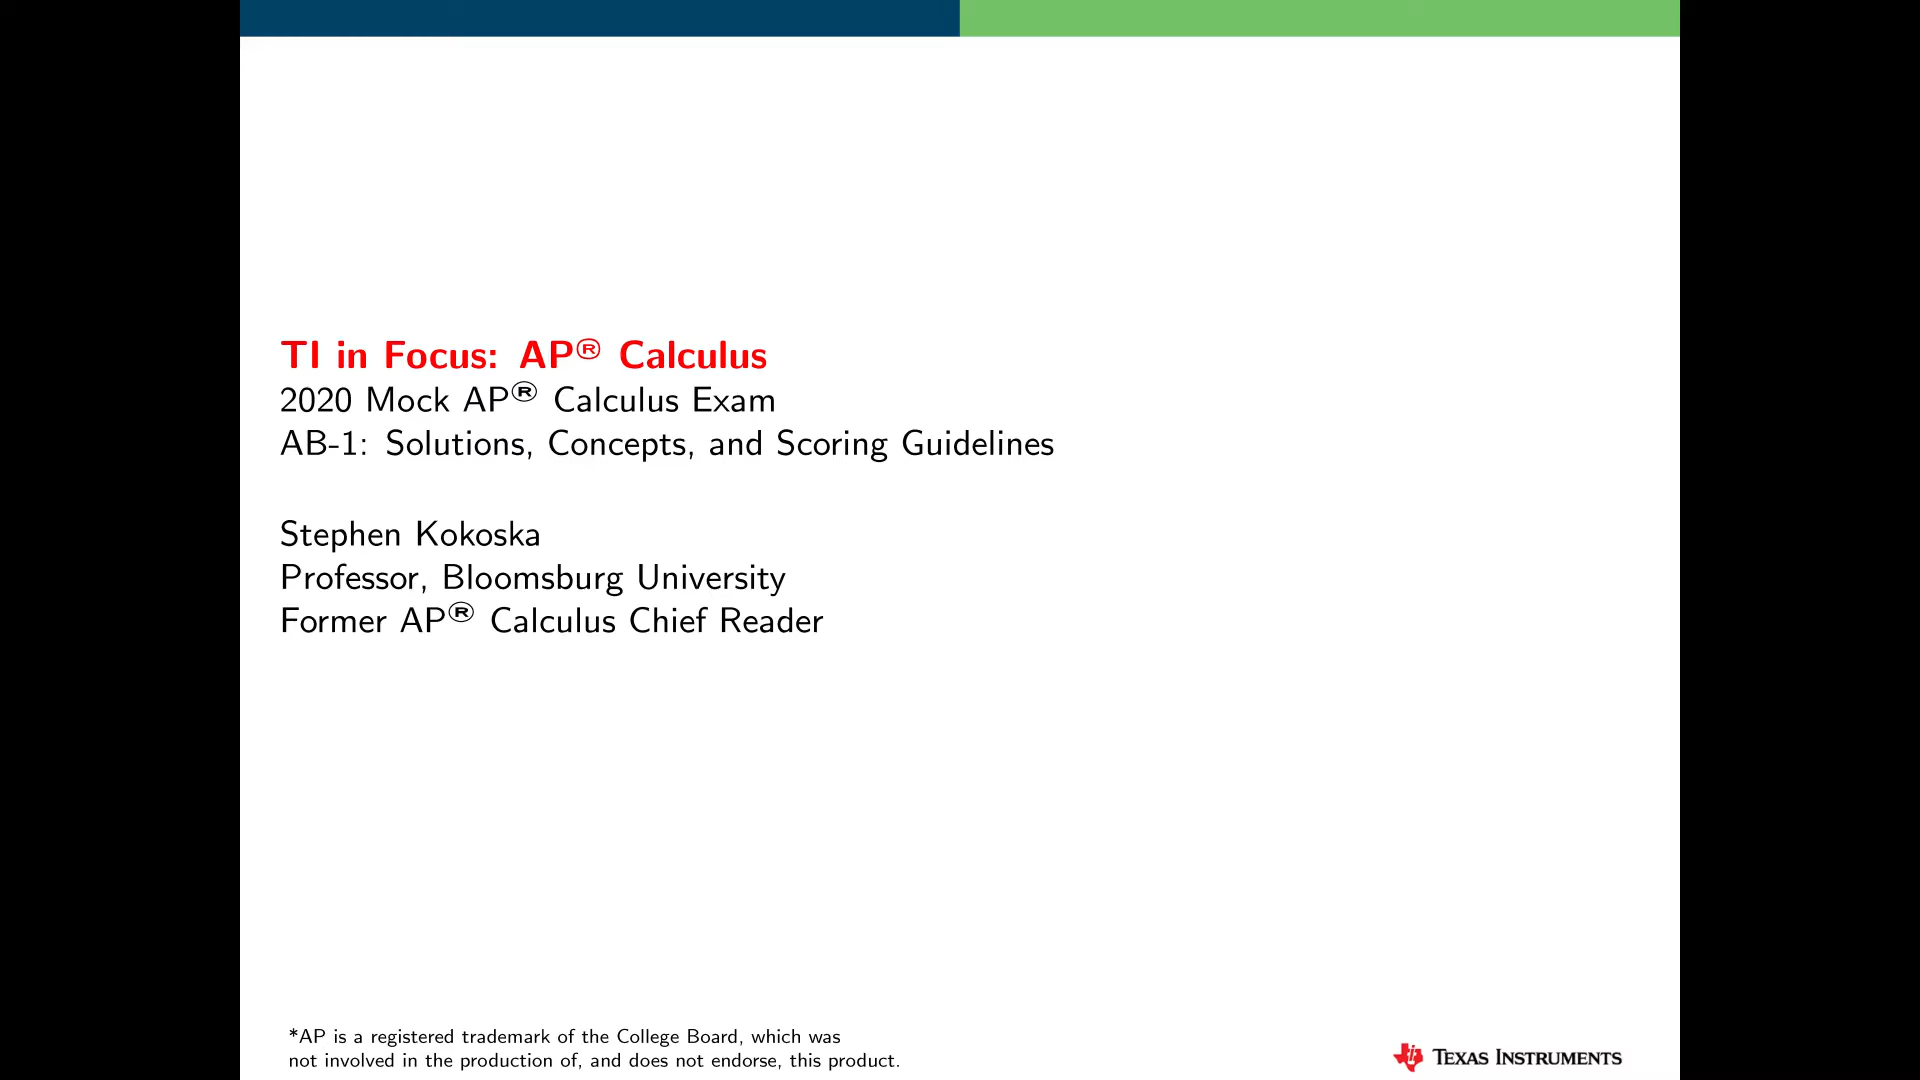 TI in Focus: AP® Calculus
2020 Mock AP® Calculus Exam
AB-1: Solutions, Concepts, and Scoring Guidelines
Stephen Kokoska
Professor, Bloomsburg University
Former AP® Calculus Chief Reader
*AP is a registered trademark of the College Board, which was
not involved in the production of, and does not endorse, this product.
TEXAS INSTRUMENTS